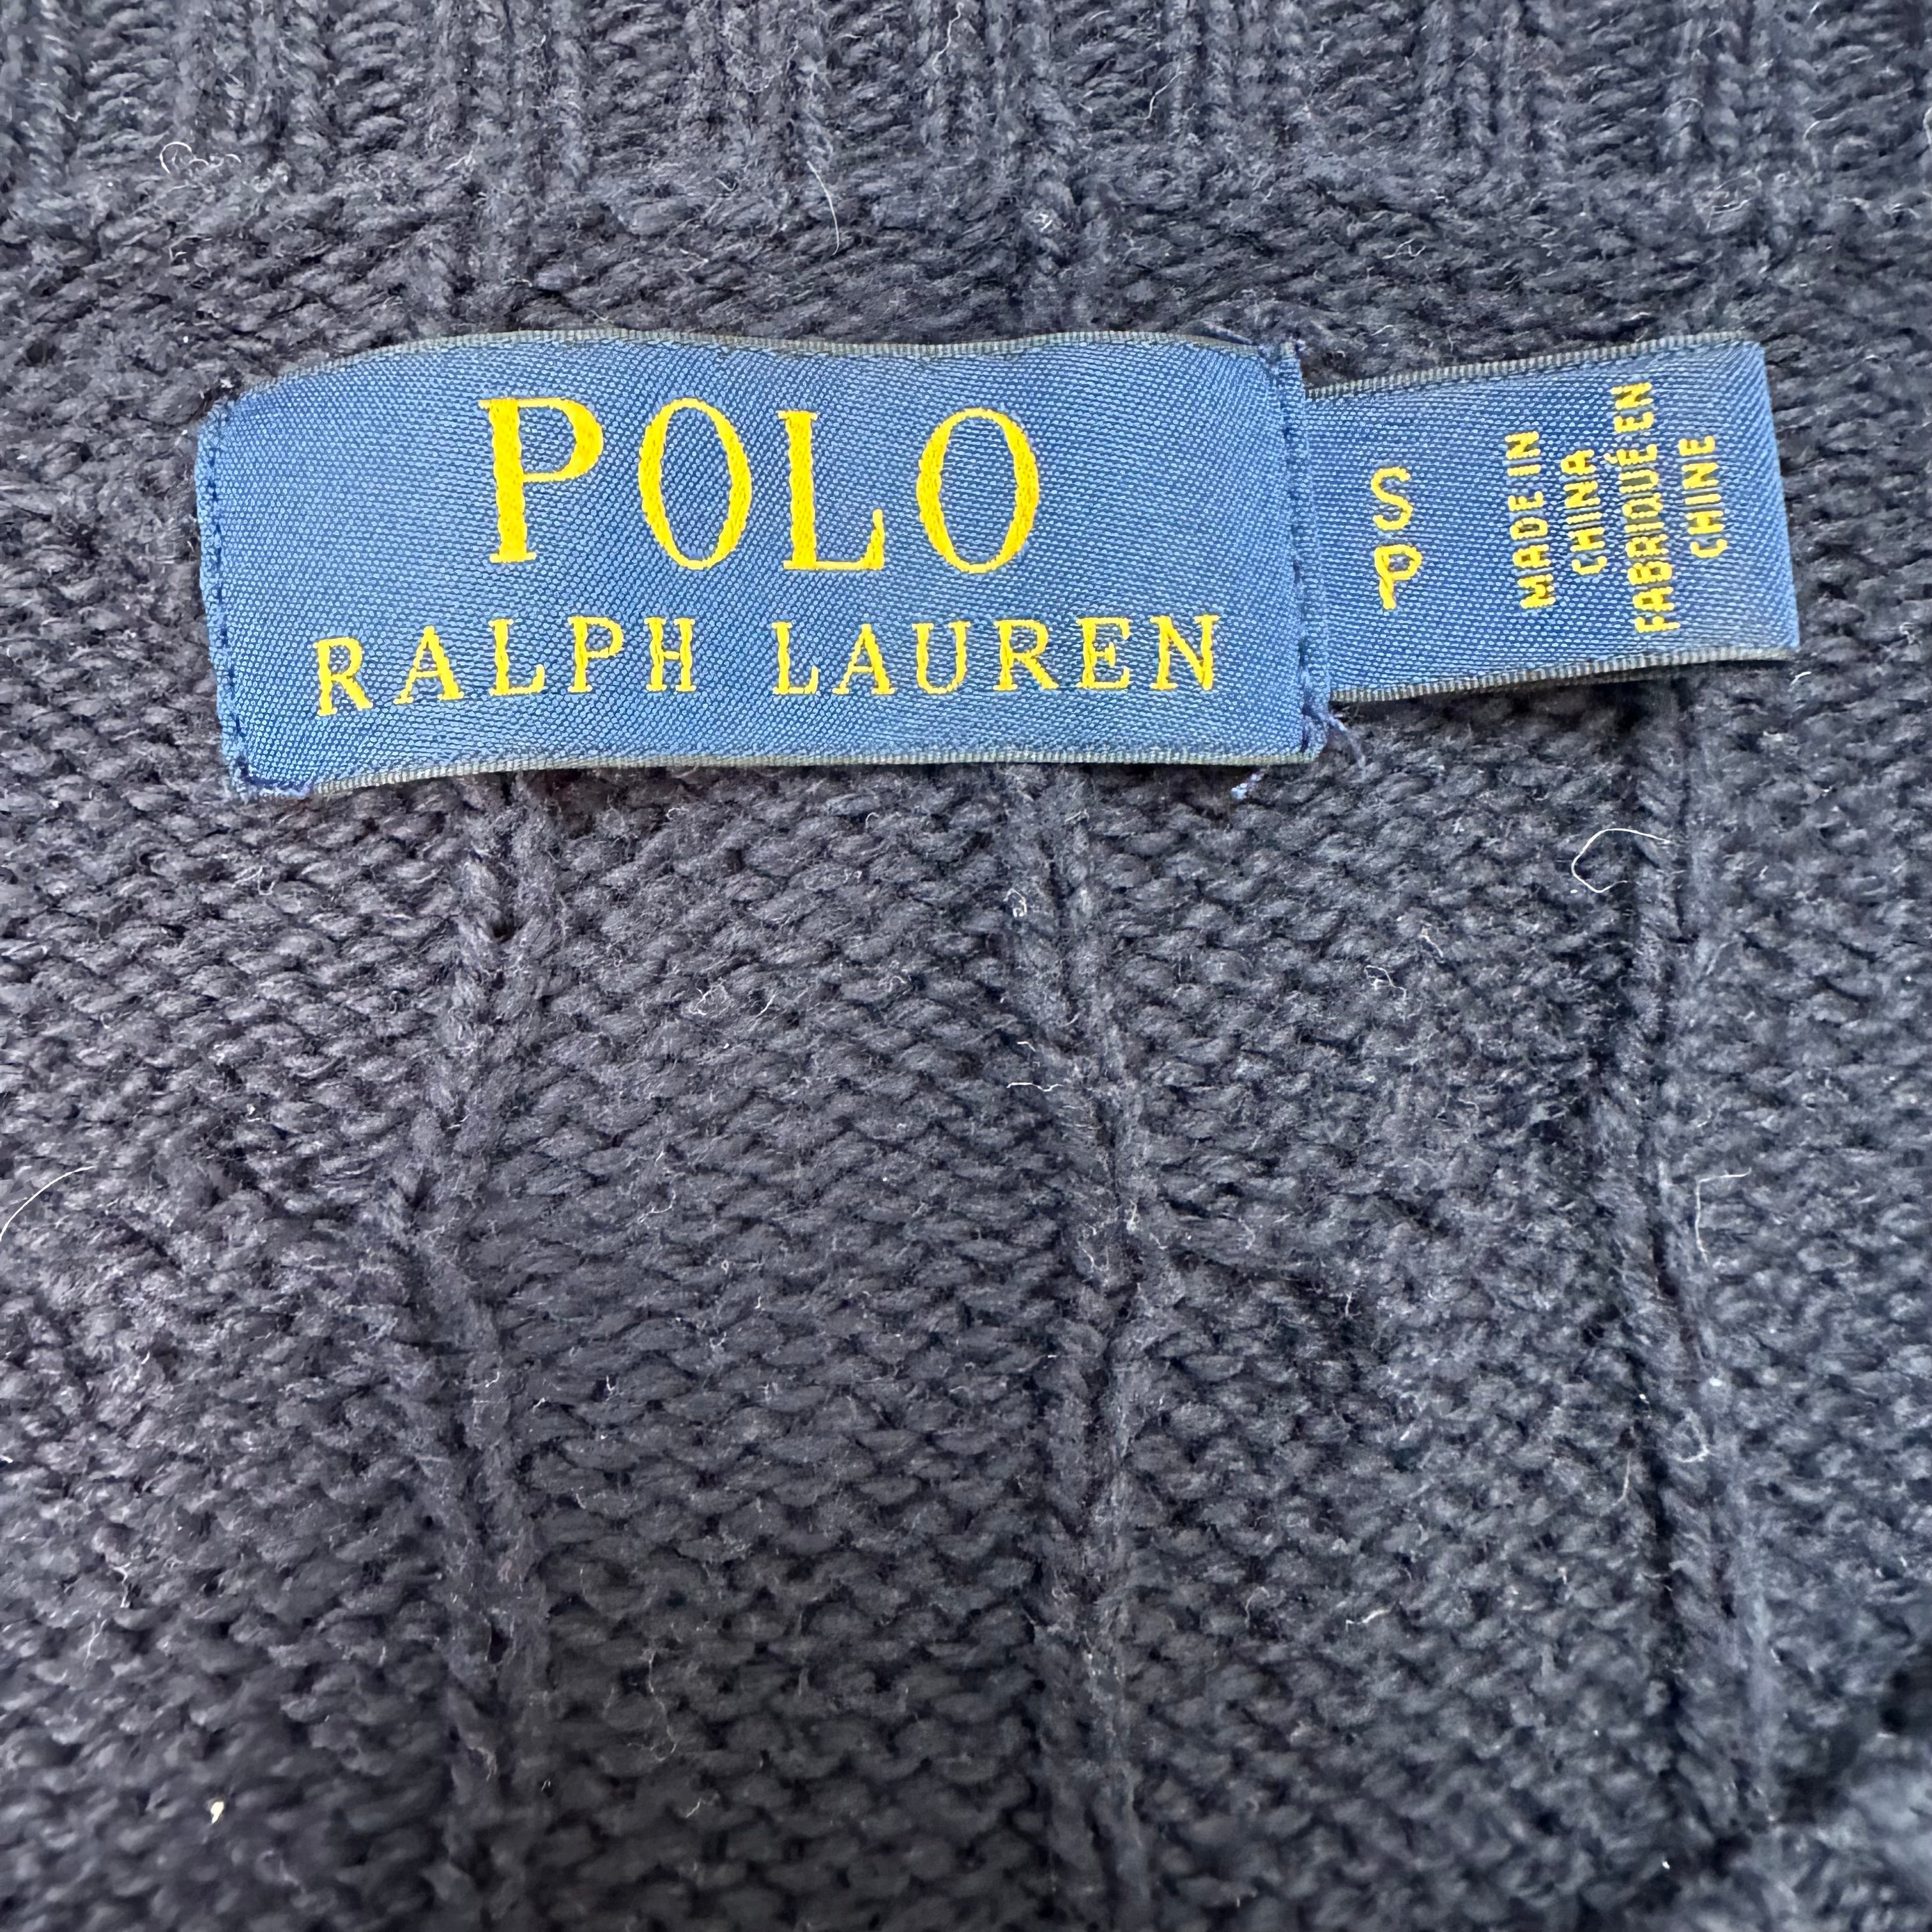 POLO
RALPH LAUREN
S
P
MADE IN
CHINA
FABRIQUÉ EN
CHINE